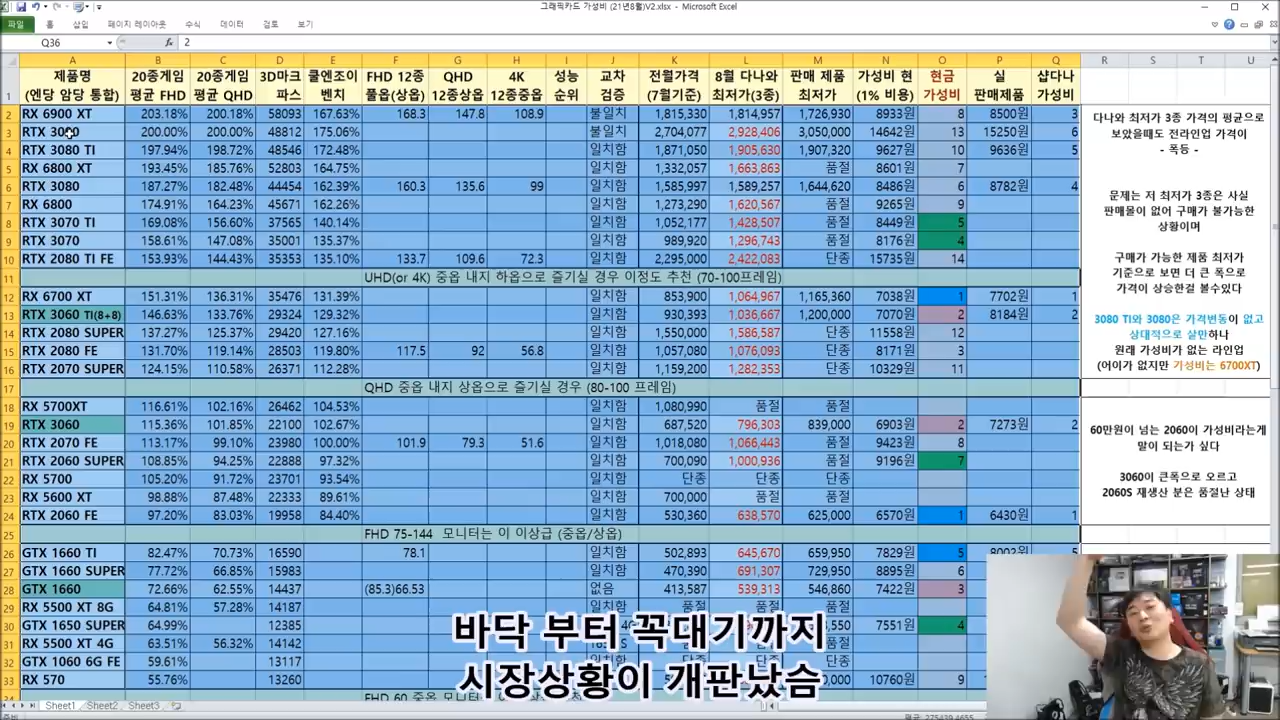 그래픽카드 가성비 (21년8월)V2.xlsx - Microsoft Excel
파일 홈 삽입 페이지 레이아웃 수식 데이터 검토 보기
Q36 fx 2
A B C D E F G H I J K L M N O P Q R S T U
1 제품명 (엔당 암당 통합) 20종게임 평균 FHD 20종게임 평균 QHD 3D마크 파스 쿨엔조이 벤치 FHD 12종 풀옵(상옵) QHD 12종상옵 4K 12종중옵 성능 순위 교차 검증 전월가격 (7월기준) 8월 다나와 최저가(3종) 판매 제품 최저가 가성비 현 (1% 비용) 현금 가성비 실 판매제품 샵다나 가성비
2 RX 6900 XT 203.18% 200.18% 58093 167.63% 168.3 147.8 108.9 불일치 1,815,330 1,814,957 1,726,930 8933원 8 8500원 3
3 RTX 3090 200.00% 200.00% 48812 175.06% 불일치 2,704,077 2,928,406 3,050,000 14642원 13 15250원 6
4 RTX 3080 TI 197.94% 198.72% 48546 172.48% 일치함 1,871,050 1,905,630 1,907,320 9627원 10 9636원 5
5 RX 6800 XT 193.45% 185.76% 52803 164.75% 일치함 1,332,057 1,663,863 품절 8601원 7
6 RTX 3080 187.27% 182.48% 44454 162.39% 160.3 135.6 99 일치함 1,585,997 1,589,257 1,644,620 8486원 6 8782원 4
7 RX 6800 174.91% 164.23% 45671 162.26% 일치함 1,273,290 1,620,567 품절 9265원 9
8 RTX 3070 TI 169.08% 156.60% 37565 140.14% 일치함 1,052,177 1,428,507 품절 8449원 5
9 RTX 3070 158.61% 147.08% 35001 135.37% 일치함 989,920 1,296,743 품절 8176원 4
10 RTX 2080 TI FE 153.93% 144.43% 35353 135.10% 133.7 109.6 72.3 일치함 2,295,000 2,422,083 단종 15735원 14
11 UHD(or 4K) 중옵 내지 하옵으로 즐기실 경우 이정도 추천 (70-100프레임)
12 RX 6700 XT 151.31% 136.31% 35476 131.39% 일치함 853,900 1,064,967 1,165,360 7038원 1 7702원 1
13 RTX 3060 TI(8+8) 146.63% 133.76% 29324 129.32% 일치함 930,393 1,036,667 1,200,000 7070원 2 8184원 2
14 RTX 2080 SUPER 137.27% 125.37% 29420 127.16% 일치함 1,550,000 1,586,587 단종 11558원 12
15 RTX 2080 FE 131.70% 119.14% 28503 119.80% 117.5 92 56.8 일치함 1,057,080 1,076,093 단종 8171원 3
16 RTX 2070 SUPER 124.15% 110.58% 26371 112.28% 일치함 1,159,200 1,282,353 단종 10329원 11
17 QHD 중옵 내지 상옵으로 즐기실 경우 (80-100 프레임)
18 RX 5700XT 116.61% 102.16% 26462 104.53% 일치함 1,080,990 품절 품절
19 RTX 3060 115.36% 101.85% 22100 102.67% 일치함 687,520 796,303 839,000 6903원 2 7273원 2
20 RTX 2070 FE 113.17% 99.10% 23980 100.00% 101.9 79.3 51.6 일치함 1,018,080 1,066,443 품절 9423원 8
21 RTX 2060 SUPER 108.85% 94.25% 22888 97.32% 일치함 700,090 1,000,936 품절 9196원 7
22 RX 5700 105.20% 91.72% 23701 93.54% 일치함 단종 단종 단종
23 RX 5600 XT 98.88% 87.48% 22333 89.61% 일치함 700,000 품절 품절
24 RTX 2060 FE 97.20% 83.03% 19958 84.40% 일치함 530,360 638,570 625,000 6570원 1 6430원 1
25 FHD 75-144 모니터는 이 이상급 (중옵/상옵)
26 GTX 1660 TI 82.47% 70.73% 16590 78.1 일치함 502,893 645,670 659,950 7829원 5 8002원 5
27 GTX 1660 SUPER 77.72% 66.85% 15983 일치함 470,390 691,307 729,950 8895원 6
28 GTX 1660 72.66% 62.55% 14437 (85.3)66.53 없음 413,587 539,313 546,860 7422원 3
29 RX 5500 XT 8G 64.81% 57.28% 14187 일치함 품절 품절 품절
30 GTX 1650 SUPER 64.99% 12385 7551원 4
31 RX 5500 XT 4G 63.51% 56.32% 14142
32 GTX 1060 6G FE 59.61% 13117
33 RX 570 55.76% 13260 10760원 9
다나와 최저가 3종 가격의 평균으로
보았을때도 전라인업 가격이
- 폭등 -
문제는 저 최저가 3종은 사실
판매몰이 없어 구매가 불가능한
상황이며
구매가 가능한 제품 최저가
기준으로 보면 더 큰 폭으로
가격이 상승한걸 볼수있다
3080 TI와 3080은 가격변동이 없고
상대적으로 살만하나
원래 가성비가 없는 라인업
(어이가 없지만 가성비는 6700XT)
60만원이 넘는 2060이 가성비라는게
말이 되는가 싶다
3060이 큰폭으로 오르고
2060S 재생산 분은 품절난 상태
바닥 부터 꼭대기까지
시장상황이 개판났슴
Sheet1 Sheet2 Sheet3
평균: 275439.4655